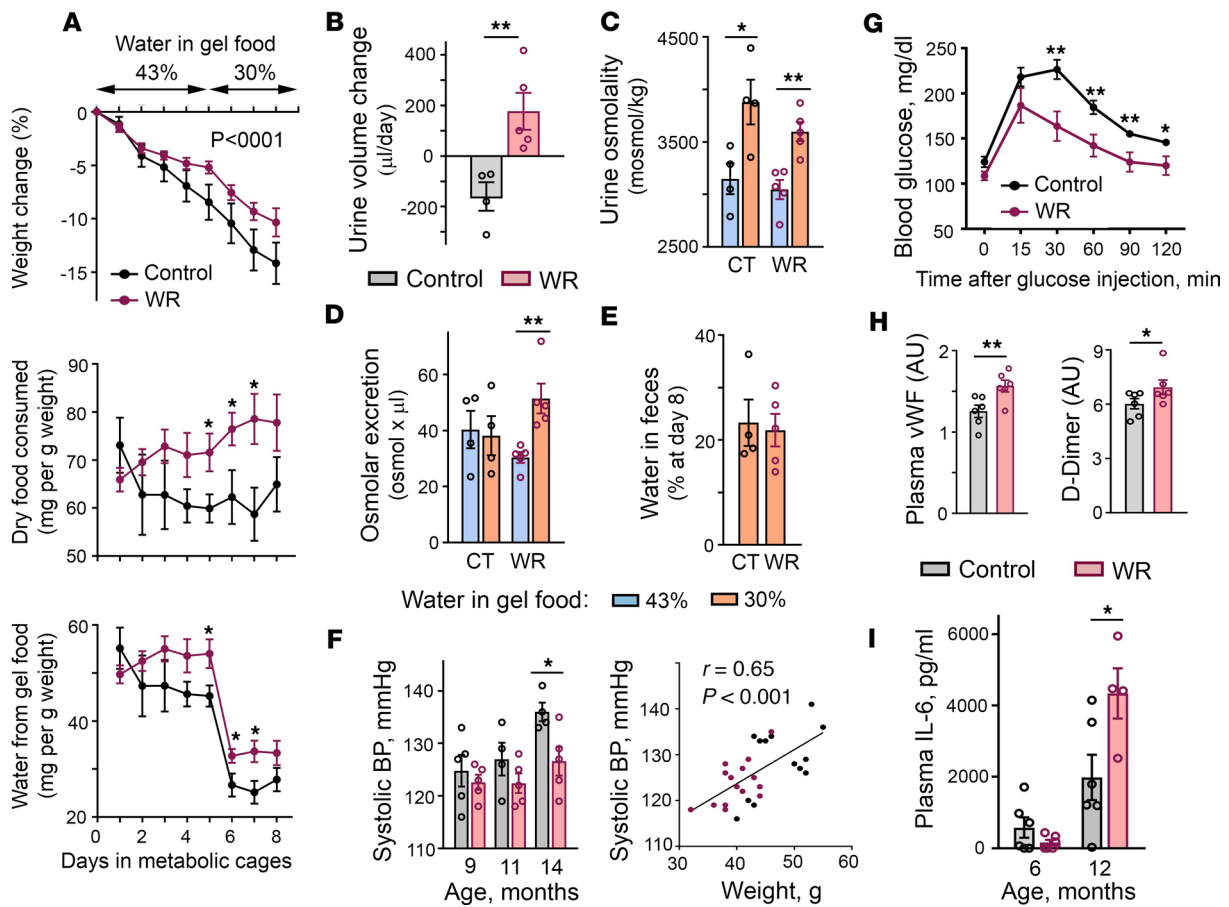 A
Water in gel food
43% 30%
P<0001
Weight change (%)
0
-5
-10
-15
Control
WR
Dry food consumed
(mg per g weight)
90
80
70
60
50
Water from gel food
(mg per g weight)
60
40
20
0 2 4 6 8
Days in metabolic cages
* * *
* * *
B
**
Urine volume change
(µl/day)
400
200
0
-200
Control WR
C
Urine osmolality
(mosmol/kg)
4500
3500
2500
* **
CT WR
D
Osmolar excretion
(osmol x µl)
60
40
20
0
**
CT WR
E
Water in feces
(% at day 8)
40
20
0
CT WR
Water in gel food: 43% 30%
F
Systolic BP, mmHg
140
130
120
110
*
9 11 14
Age, months
Systolic BP, mmHg
r = 0.65
P < 0.001
140
130
120
110
30 40 50 60
Weight, g
G
Blood glucose, mg/dl
250
200
150
100
50
** ** ** *
Control
WR
0 15 30 60 90 120
Time after glucose injection, min
H
Plasma vWF (AU)
2
1
0
**
D-Dimer (AU)
9
6
3
0
*
Control WR
I
Plasma IL-6, pg/ml
6000
4000
2000
0
*
6 12
Age, months